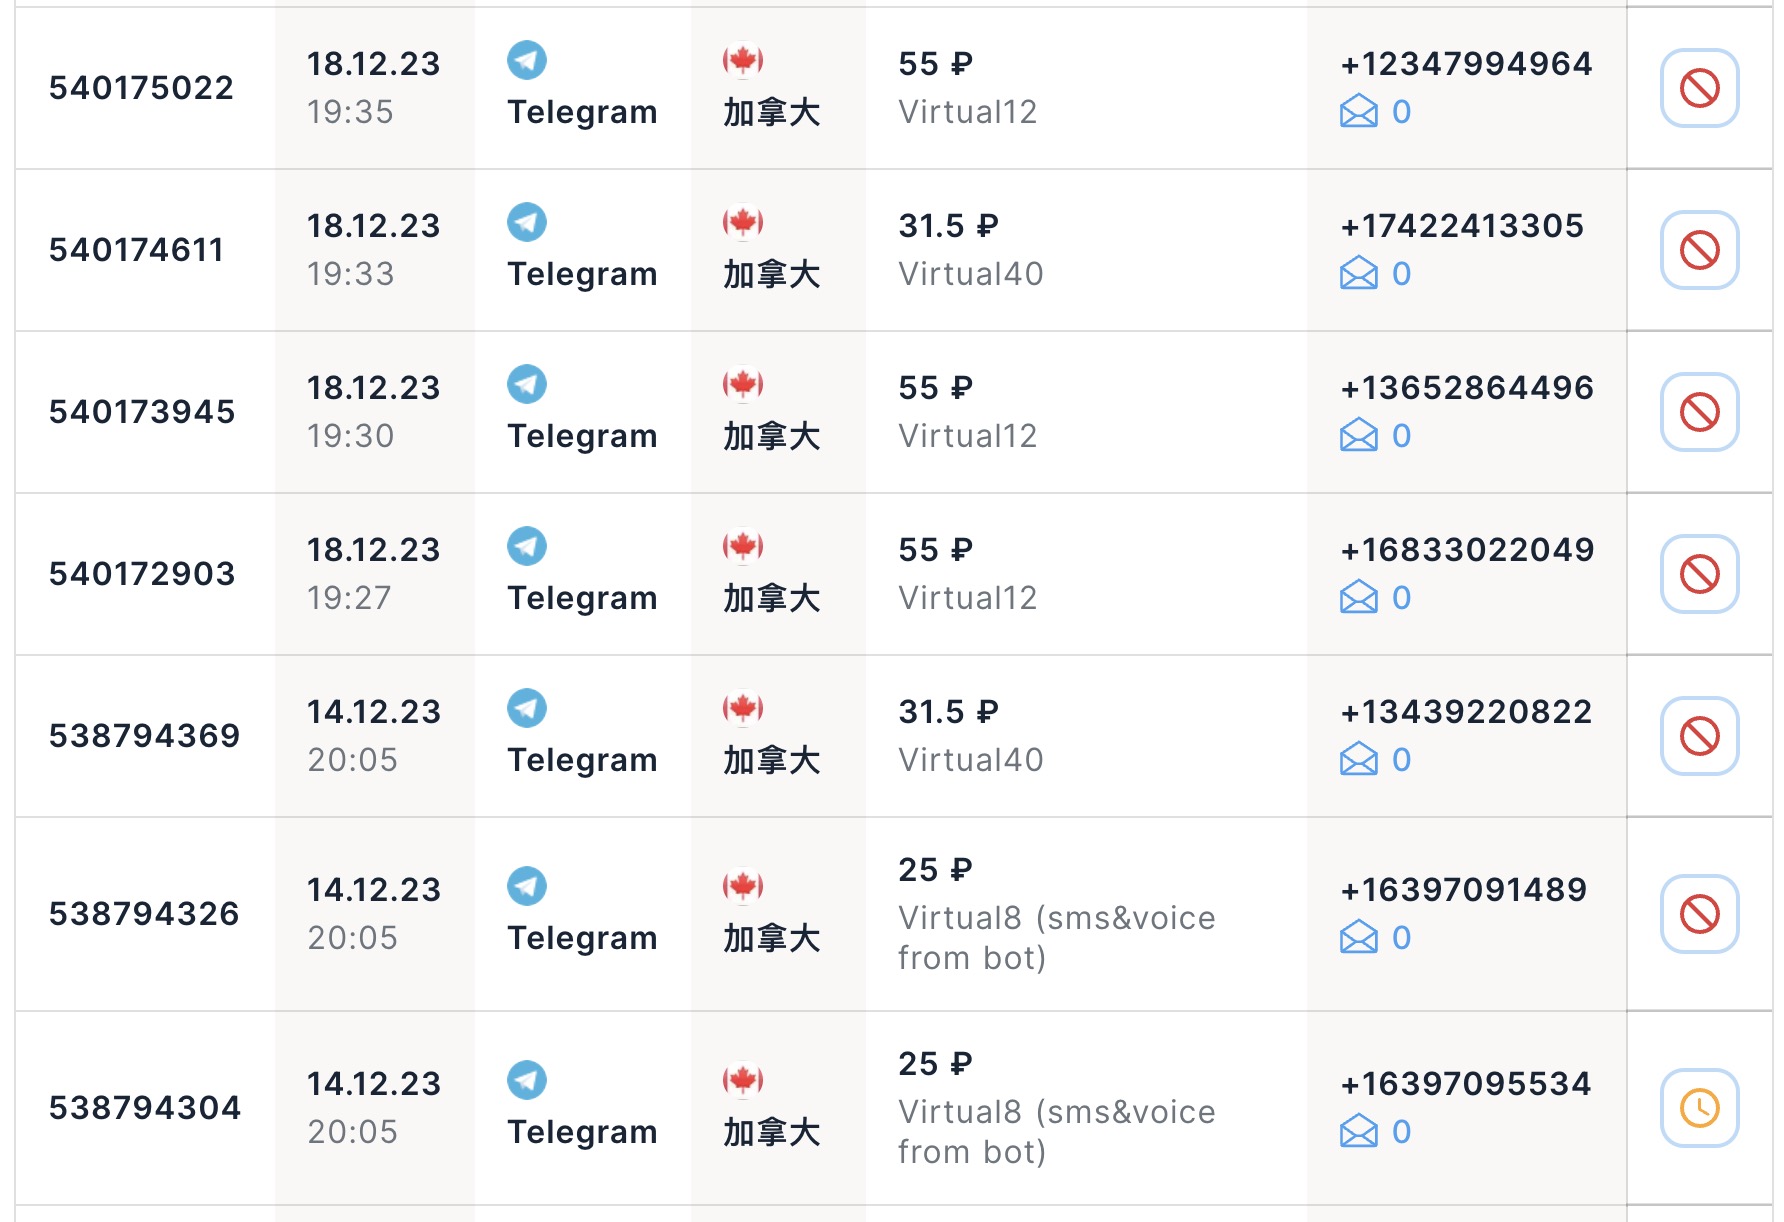 540175022
18.12.23
19:35
Telegram
加拿大
55 ₽
Virtual12
+12347994964
0
540174611
18.12.23
19:33
Telegram
加拿大
31.5 ₽
Virtual40
+17422413305
0
540173945
18.12.23
19:30
Telegram
加拿大
55 ₽
Virtual12
+13652864496
0
540172903
18.12.23
19:27
Telegram
加拿大
55 ₽
Virtual12
+16833022049
0
538794369
14.12.23
20:05
Telegram
加拿大
31.5 ₽
Virtual40
+13439220822
0
538794326
14.12.23
20:05
Telegram
加拿大
25 ₽
Virtual8 (sms&voice
from bot)
+16397091489
0
538794304
14.12.23
20:05
Telegram
加拿大
25 ₽
Virtual8 (sms&voice
from bot)
+16397095534
0